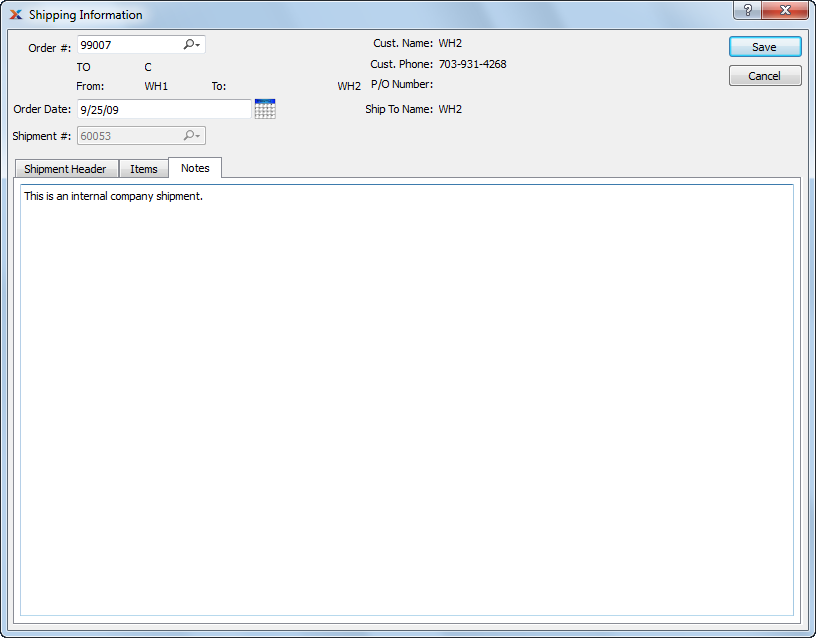 Shipping Information
Order #: 99007
TO C
From: WH1 To: WH2
Order Date: 9/25/09
Shipment #: 60053
Cust. Name: WH2
Cust. Phone: 703-931-4268
P/O Number:
Ship To Name: WH2
Save
Cancel
Shipment Header Items Notes
This is an internal company shipment.